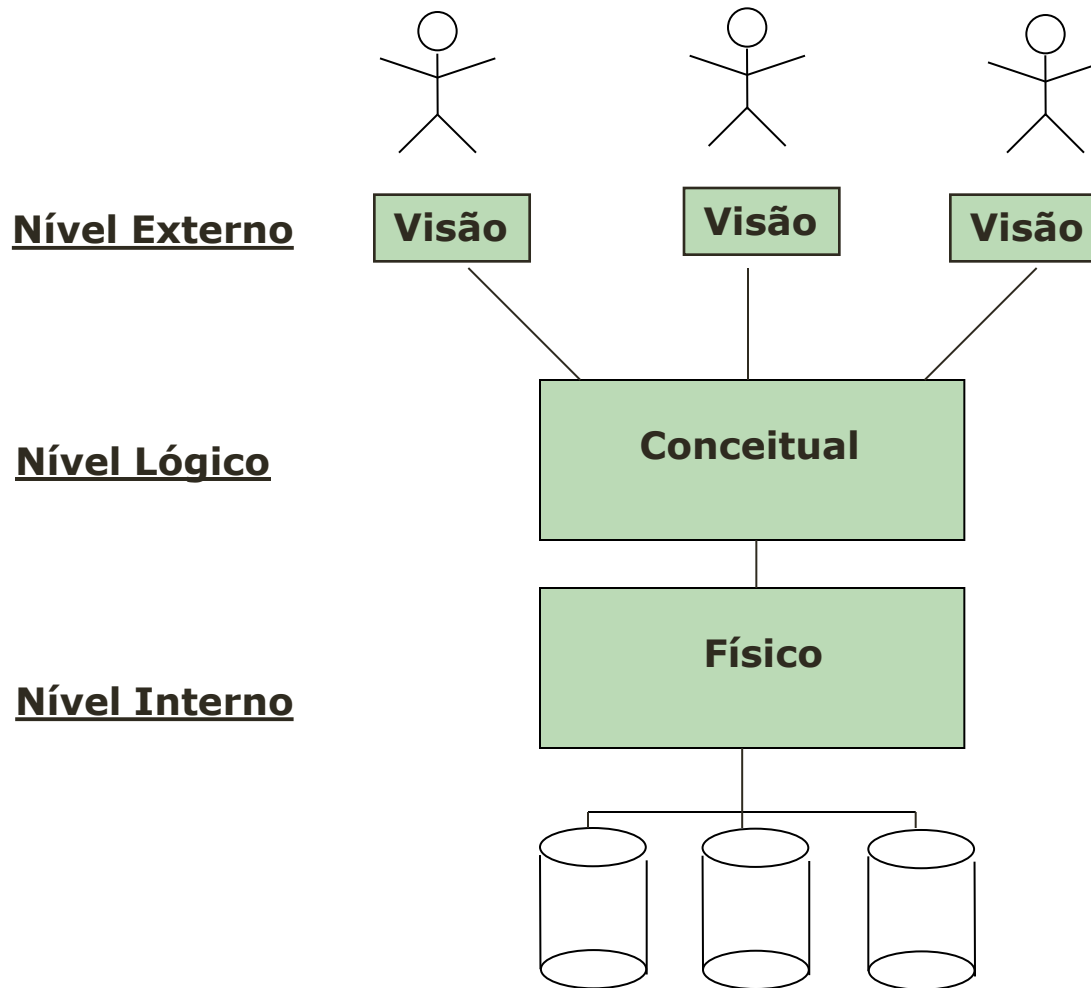 Nível Externo
Visão
Visão
Visão
Nível Lógico
Conceitual
Físico
Nível Interno